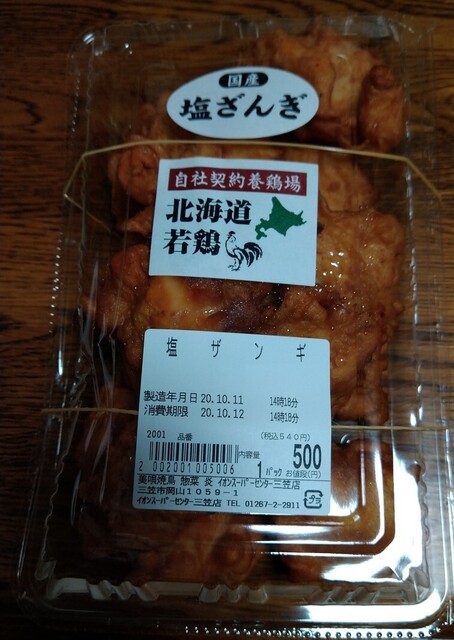 国産
塩ざんぎ
自社契約養鶏場
北海道
若鶏
塩 ザンギ
製造年月日 20.10.11 14時18分
消費期限 20.10.12 14時18分
2001 品番 (税込540円)
内容量 500
1パック お値段(円)
2 002001 005006
美唄焼鳥 惣菜 炎 イオンスーパーセンター三笠店
三笠市岡山1059-1
イオンスーパーセンター三笠店 TEL 01267-2-2911
プラ